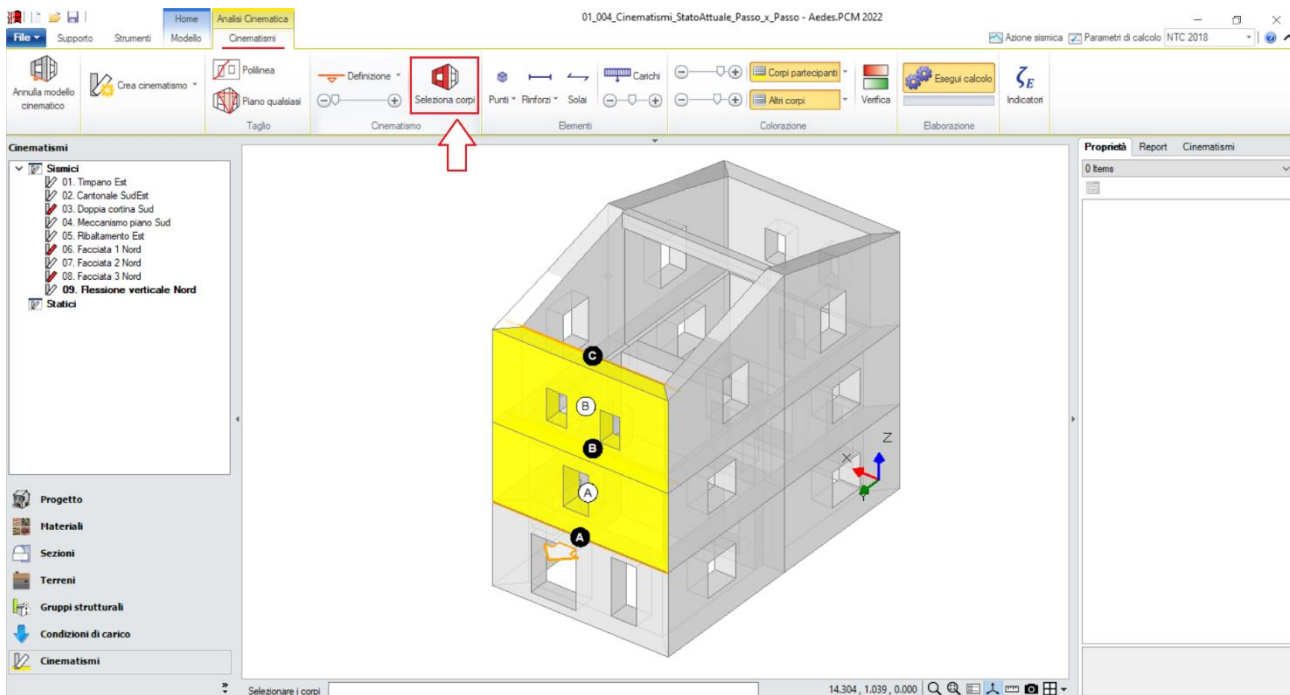 01_004_Cinematismi_StatoAttuale_Passo_x_Passo - Aedes.PCM 2022
Home
Analisi Cinematica
File
Supporto
Strumenti
Modello
Cinematismi
Azione sismica
Parametri di calcolo
NTC 2018
Annulla modello
cinematico
Crea cinematismo
Polilinea
Piano qualsiasi
Taglio
Definizione
Seleziona corpi
Cinematismo
Punti
Rinforzi
Solai
Carichi
Elementi
Corpi partecipanti
Altri corpi
Verifica
Colorazione
Esegui calcolo
Elaborazione
ζE
Indicatori
Cinematismi
Sismici
01. Timpano Est
02. Cantonale SudEst
03. Doppia cortina Sud
04. Meccanismo piano Sud
05. Ribaltamento Est
06. Facciata 1 Nord
07. Facciata 2 Nord
08. Facciata 3 Nord
09. Flessione verticale Nord
Statici
Progetto
Materiali
Sezioni
Terreni
Gruppi strutturali
Condizioni di carico
Cinematismi
C
B
B
A
A
Z
X
Y
Proprietà
Report
Cinematismi
0 Items
Selezionare i corpi
14.304 , 1.039 , 0.000